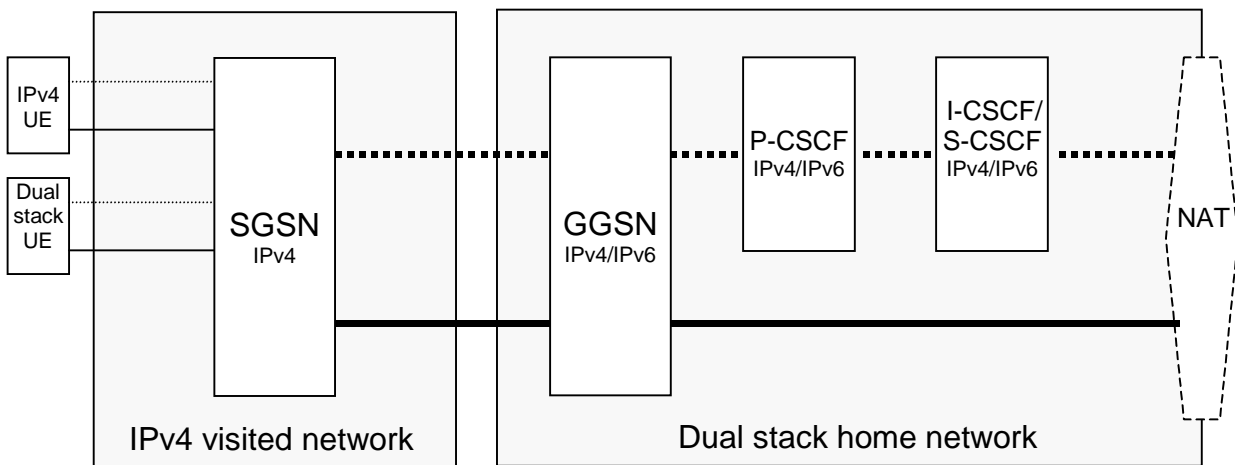 IPv4
UE
Dual
stack
UE
SGSN
IPv4
IPv4 visited network
GGSN
IPv4/IPv6
P-CSCF
IPv4/IPv6
I-CSCF/
S-CSCF
IPv4/IPv6
NAT
Dual stack home network